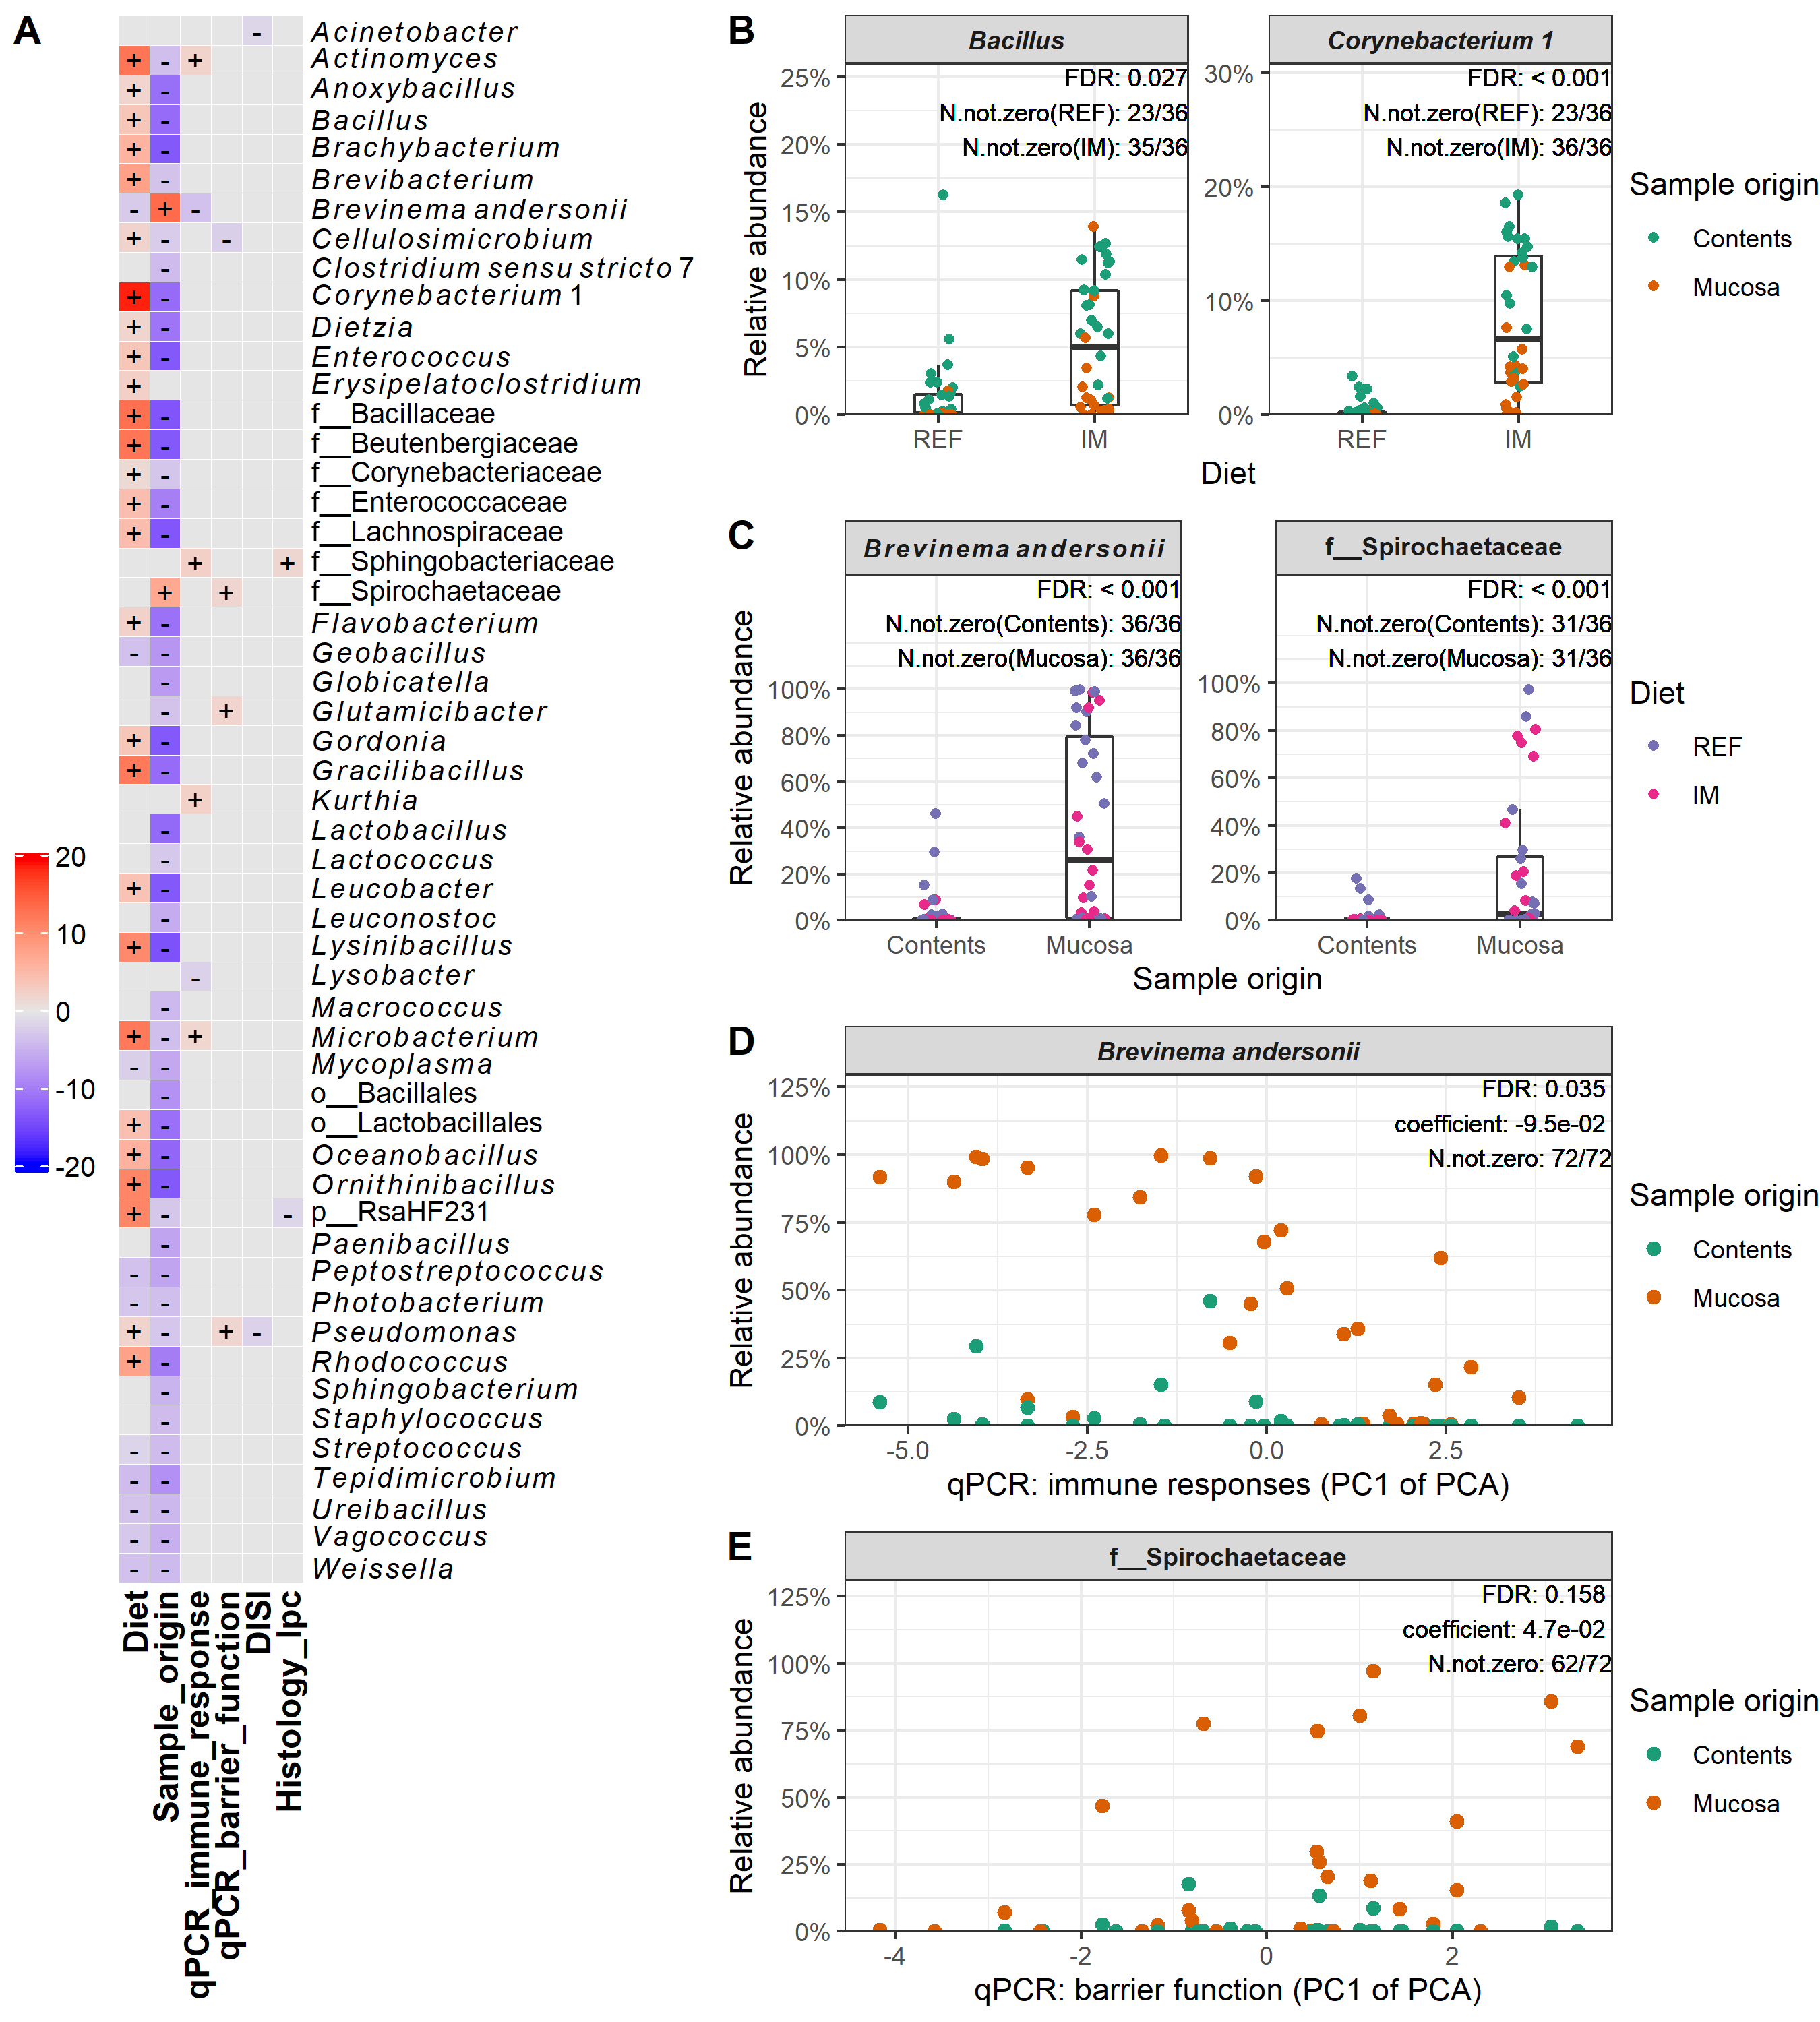 A
- Acinetobacter
+ - + Actinomyces
+ - Anoxybacillus
+ - Bacillus
+ - Brachybacterium
+ - Brevibacterium
- + - Brevinema andersonii
+ - - Cellulosimicrobium
- Clostridium sensu stricto 7
+ - Corynebacterium 1
+ - Dietzia
+ - Enterococcus
+ Erysipelatoclostridium
+ - f__Bacillaceae
+ - f__Beutenbergiaceae
+ - f__Corynebacteriaceae
+ - f__Enterococcaceae
+ - f__Lachnospiraceae
+ + f__Sphingobacteriaceae
+ + f__Spirochaetaceae
+ - Flavobacterium
- - Geobacillus
- Globicatella
- + Glutamicibacter
+ - Gordonia
+ - Gracilibacillus
+ Kurthia
- Lactobacillus
- Lactococcus
+ - Leucobacter
- Leuconostoc
+ - Lysinibacillus
- Lysobacter
- Macrococcus
+ - + Microbacterium
- - Mycoplasma
- o__Bacillales
+ - o__Lactobacillales
+ - Oceanobacillus
+ - Ornithinibacillus
+ - - p__RsaHF231
- Paenibacillus
- - Peptostreptococcus
- - Photobacterium
+ - + - Pseudomonas
+ - Rhodococcus
- Sphingobacterium
- Staphylococcus
- - Streptococcus
- - Tepidimicrobium
- - Ureibacillus
- - Vagococcus
- - Weissella
20
10
0
-10
-20
Diet
Sample_origin
qPCR_immune_response
qPCR_barrier_function
DISI
Histology_lpc
B
Bacillus
FDR: 0.027
N.not.zero(REF): 23/36
N.not.zero(IM): 35/36
25%
20%
15%
10%
5%
0%
REF IM
Corynebacterium 1
FDR: < 0.001
N.not.zero(REF): 23/36
N.not.zero(IM): 36/36
30%
20%
10%
0%
REF IM
Relative abundance
Diet
Sample origin
Contents
Mucosa
C
Brevinema andersonii
FDR: < 0.001
N.not.zero(Contents): 36/36
N.not.zero(Mucosa): 36/36
100%
80%
60%
40%
20%
0%
Contents Mucosa
f__Spirochaetaceae
FDR: < 0.001
N.not.zero(Contents): 31/36
N.not.zero(Mucosa): 31/36
100%
80%
60%
40%
20%
0%
Contents Mucosa
Relative abundance
Sample origin
Diet
REF
IM
D
Brevinema andersonii
FDR: 0.035
coefficient: -9.5e-02
N.not.zero: 72/72
125%
100%
75%
50%
25%
0%
Relative abundance
-5.0 -2.5 0.0 2.5
qPCR: immune responses (PC1 of PCA)
Sample origin
Contents
Mucosa
E
f__Spirochaetaceae
FDR: 0.158
coefficient: 4.7e-02
N.not.zero: 62/72
125%
100%
75%
50%
25%
0%
Relative abundance
-4 -2 0 2
qPCR: barrier function (PC1 of PCA)
Sample origin
Contents
Mucosa